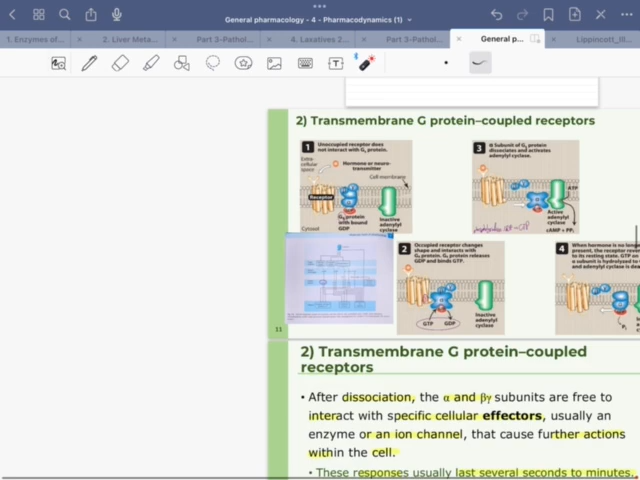 General pharmacology - 4 - Pharmacodynamics (1)
1. Enzymes of...
2. Liver Meta...
Part 3-Pathol...
4. Laxatives 2...
Part 3-Pathol...
General p...
Lippincott_Ill...
2) Transmembrane G protein–coupled receptors
1 Unoccupied receptor does
not interact with Gs protein.
Extra-
cellular
space
Hormone or neuro-
transmitter
Cell membrane
Receptor
Gs protein
with bound
GDP
Inactive
adenylyl
cyclase
Cytosol
3 α Subunit of Gs protein
dissociates and activates
adenylyl cyclase.
ATP
Active
adenylyl
cyclase
cAMP + PPi
2 Occupied receptor changes
shape and interacts with
Gs protein. Gs protein releases
GDP and binds GTP.
GTP GDP
Inactive
adenylyl
cyclase
4 When hormone is no longe
present, the receptor rever
to its resting state. GTP on
α subunit is hydrolyzed to
and adenylyl cyclase is dea
Pi
11
2) Transmembrane G protein–coupled
receptors
• After dissociation, the α and βγ subunits are free to
interact with specific cellular effectors, usually an
enzyme or an ion channel, that cause further actions
within the cell.
• These responses usually last several seconds to minutes.